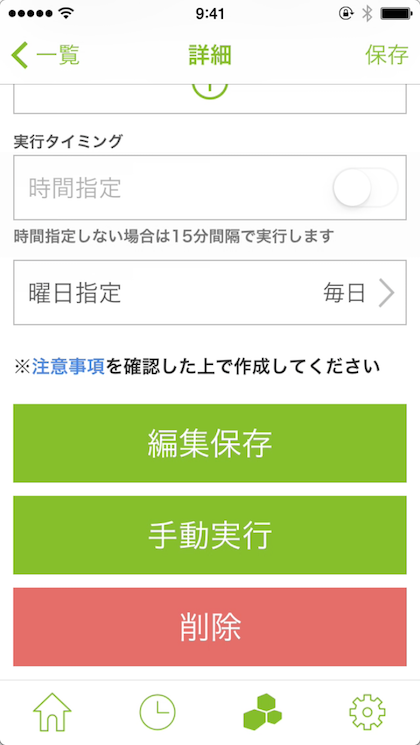 9:41
一覧
詳細
保存
実行タイミング
時間指定
時間指定しない場合は15分間隔で実行します
曜日指定
毎日
※注意事項を確認した上で作成してください
編集保存
手動実行
削除